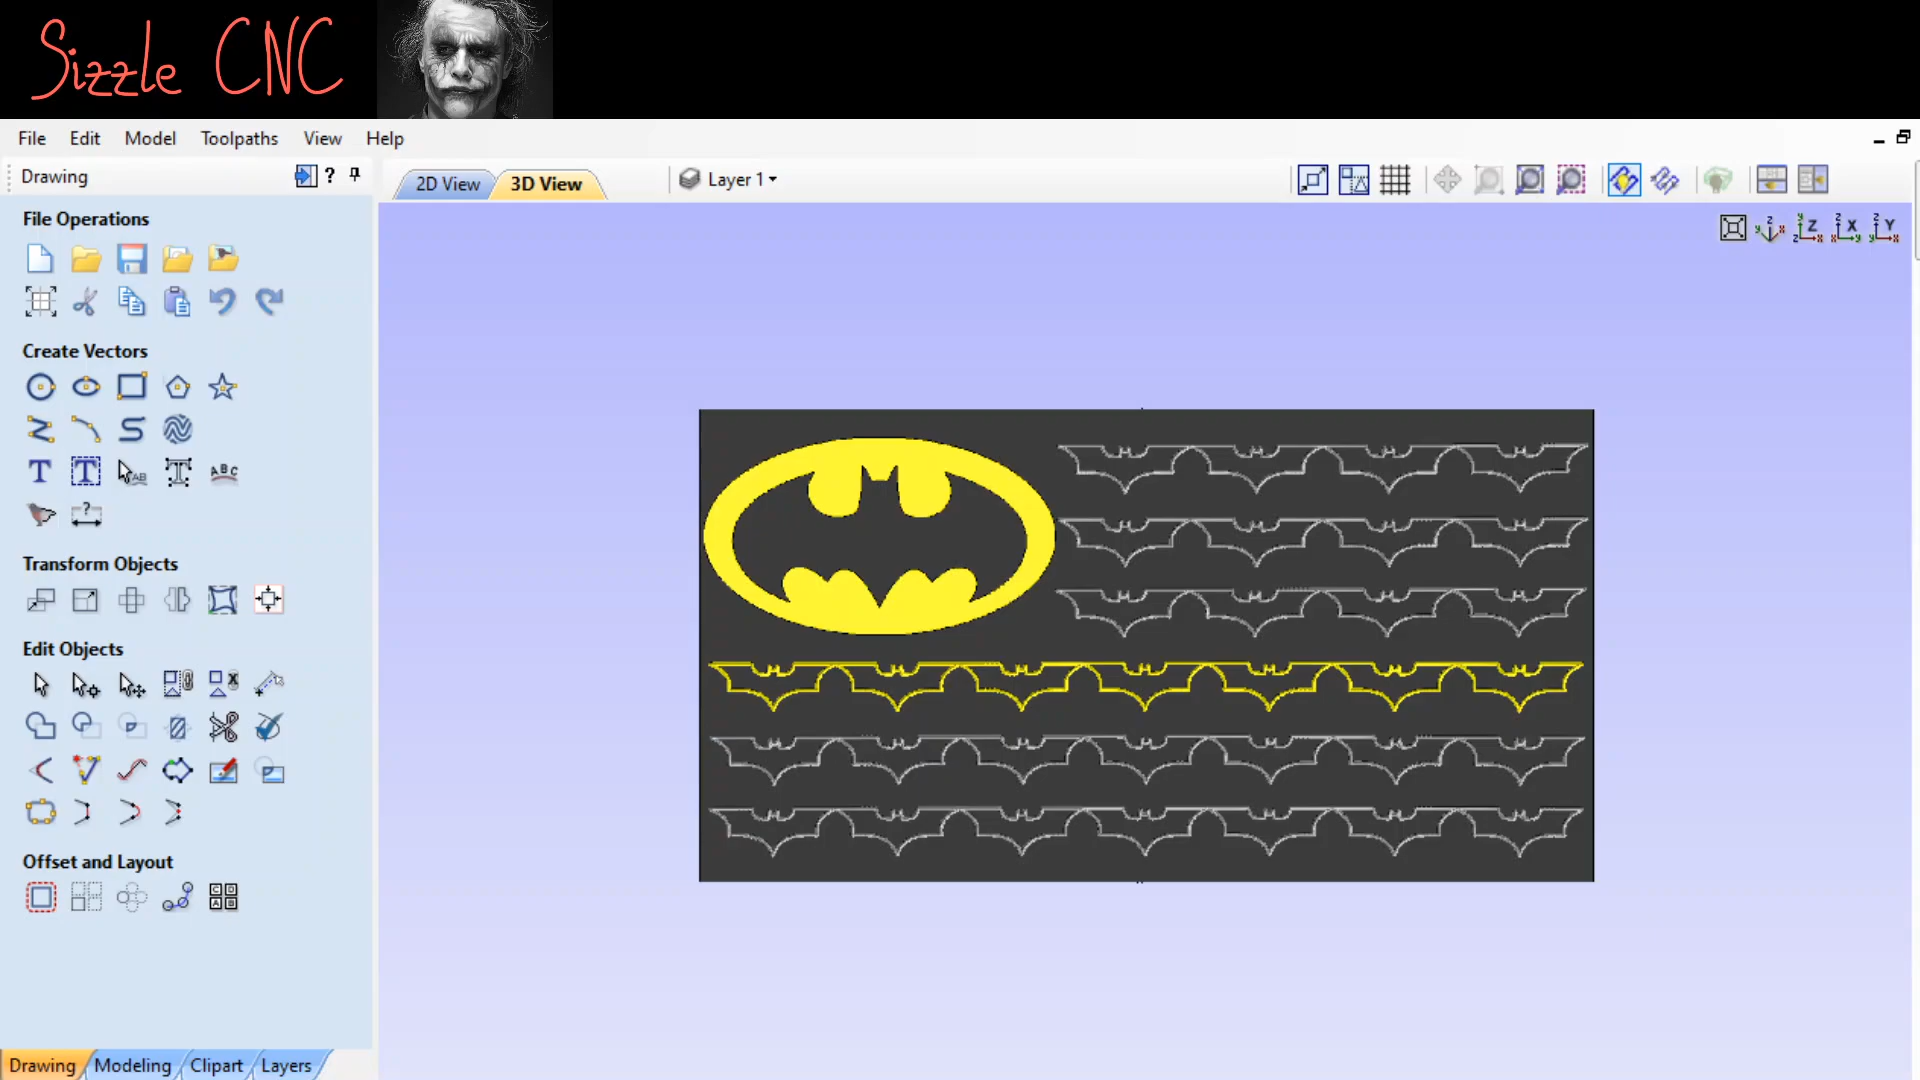 Sizzle CNC
File Edit Model Toolpaths View Help
Drawing ?
2D View 3D View Layer 1
z y x y Z z x z X x y z Y y x
File Operations
Create Vectors
T T AB T ABC
?
Transform Objects
Edit Objects
Offset and Layout
C D A B
Drawing Modeling Clipart Layers